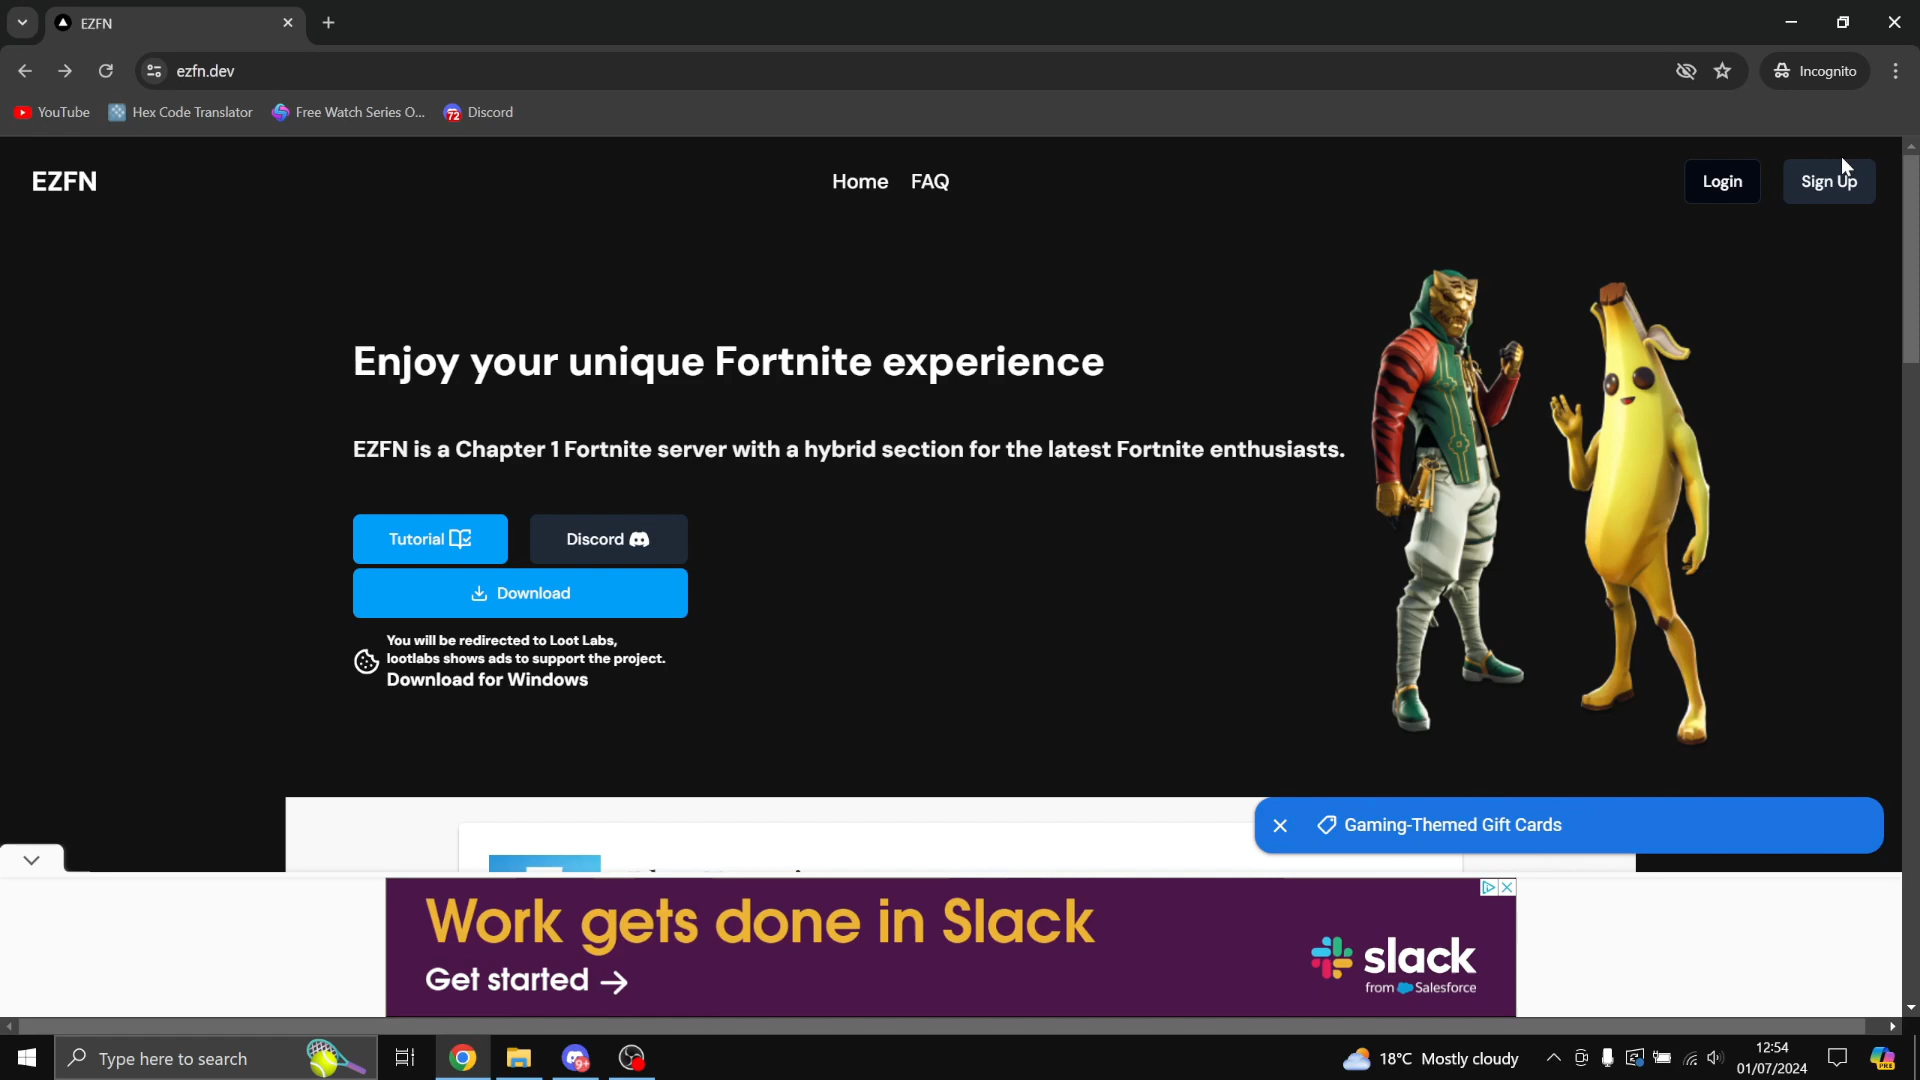 EZFN
ezfn.dev
Incognito
YouTube
Hex Code Translator
Free Watch Series O...
72
Discord
EZFN
Home
FAQ
Login
Sign Up
Enjoy your unique Fortnite experience
EZFN is a Chapter 1 Fortnite server with a hybrid section for the latest Fortnite enthusiasts.
Tutorial
Discord
Download
You will be redirected to Loot Labs,
lootlabs shows ads to support the project.
Download for Windows
Gaming-Themed Gift Cards
Work gets done in Slack
Get started →
slack
from Salesforce
Type here to search
9+
18°C Mostly cloudy
12:54
01/07/2024
PRE